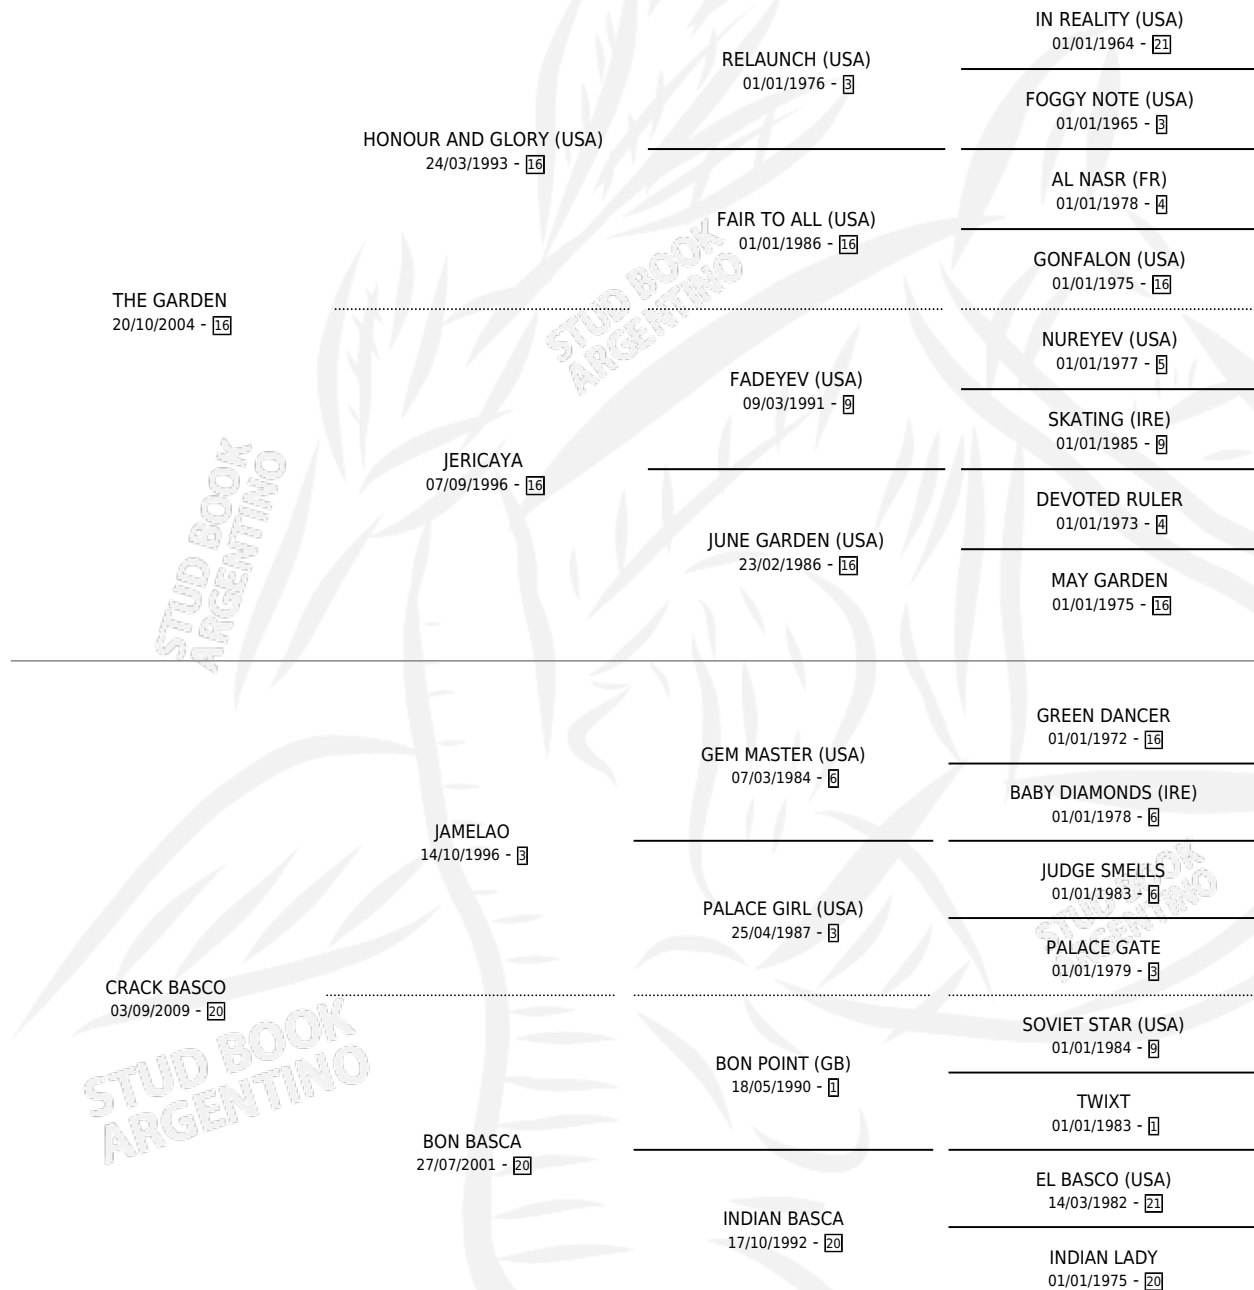 THE GARDEN
20/10/2004 - 16
HONOUR AND GLORY (USA)
24/03/1993 - 16
JERICAYA
07/09/1996 - 16
RELAUNCH (USA)
01/01/1976 - 3
FAIR TO ALL (USA)
01/01/1986 - 16
FADEYEV (USA)
09/03/1991 - 9
JUNE GARDEN (USA)
23/02/1986 - 16
IN REALITY (USA)
01/01/1964 - 21
FOGGY NOTE (USA)
01/01/1965 - 3
AL NASR (FR)
01/01/1978 - 4
GONFALON (USA)
01/01/1975 - 16
NUREYEV (USA)
01/01/1977 - 5
SKATING (IRE)
01/01/1985 - 9
DEVOTED RULER
01/01/1973 - 4
MAY GARDEN
01/01/1975 - 16
CRACK BASCO
03/09/2009 - 20
JAMELAO
14/10/1996 - 3
BON BASCA
27/07/2001 - 20
GEM MASTER (USA)
07/03/1984 - 6
PALACE GIRL (USA)
25/04/1987 - 3
BON POINT (GB)
18/05/1990 - 1
INDIAN BASCA
17/10/1992 - 20
GREEN DANCER
01/01/1972 - 16
BABY DIAMONDS (IRE)
01/01/1978 - 6
JUDGE SMELLS
01/01/1983 - 6
PALACE GATE
01/01/1979 - 3
SOVIET STAR (USA)
01/01/1984 - 9
TWIXT
01/01/1983 - 1
EL BASCO (USA)
14/03/1982 - 21
INDIAN LADY
01/01/1975 - 20
STUD BOOK
ARGENTINO
STUD BOOK
ARGENTINO
STUD BOOK
ARGENTINO
STUD BOOK
ARGENTINO